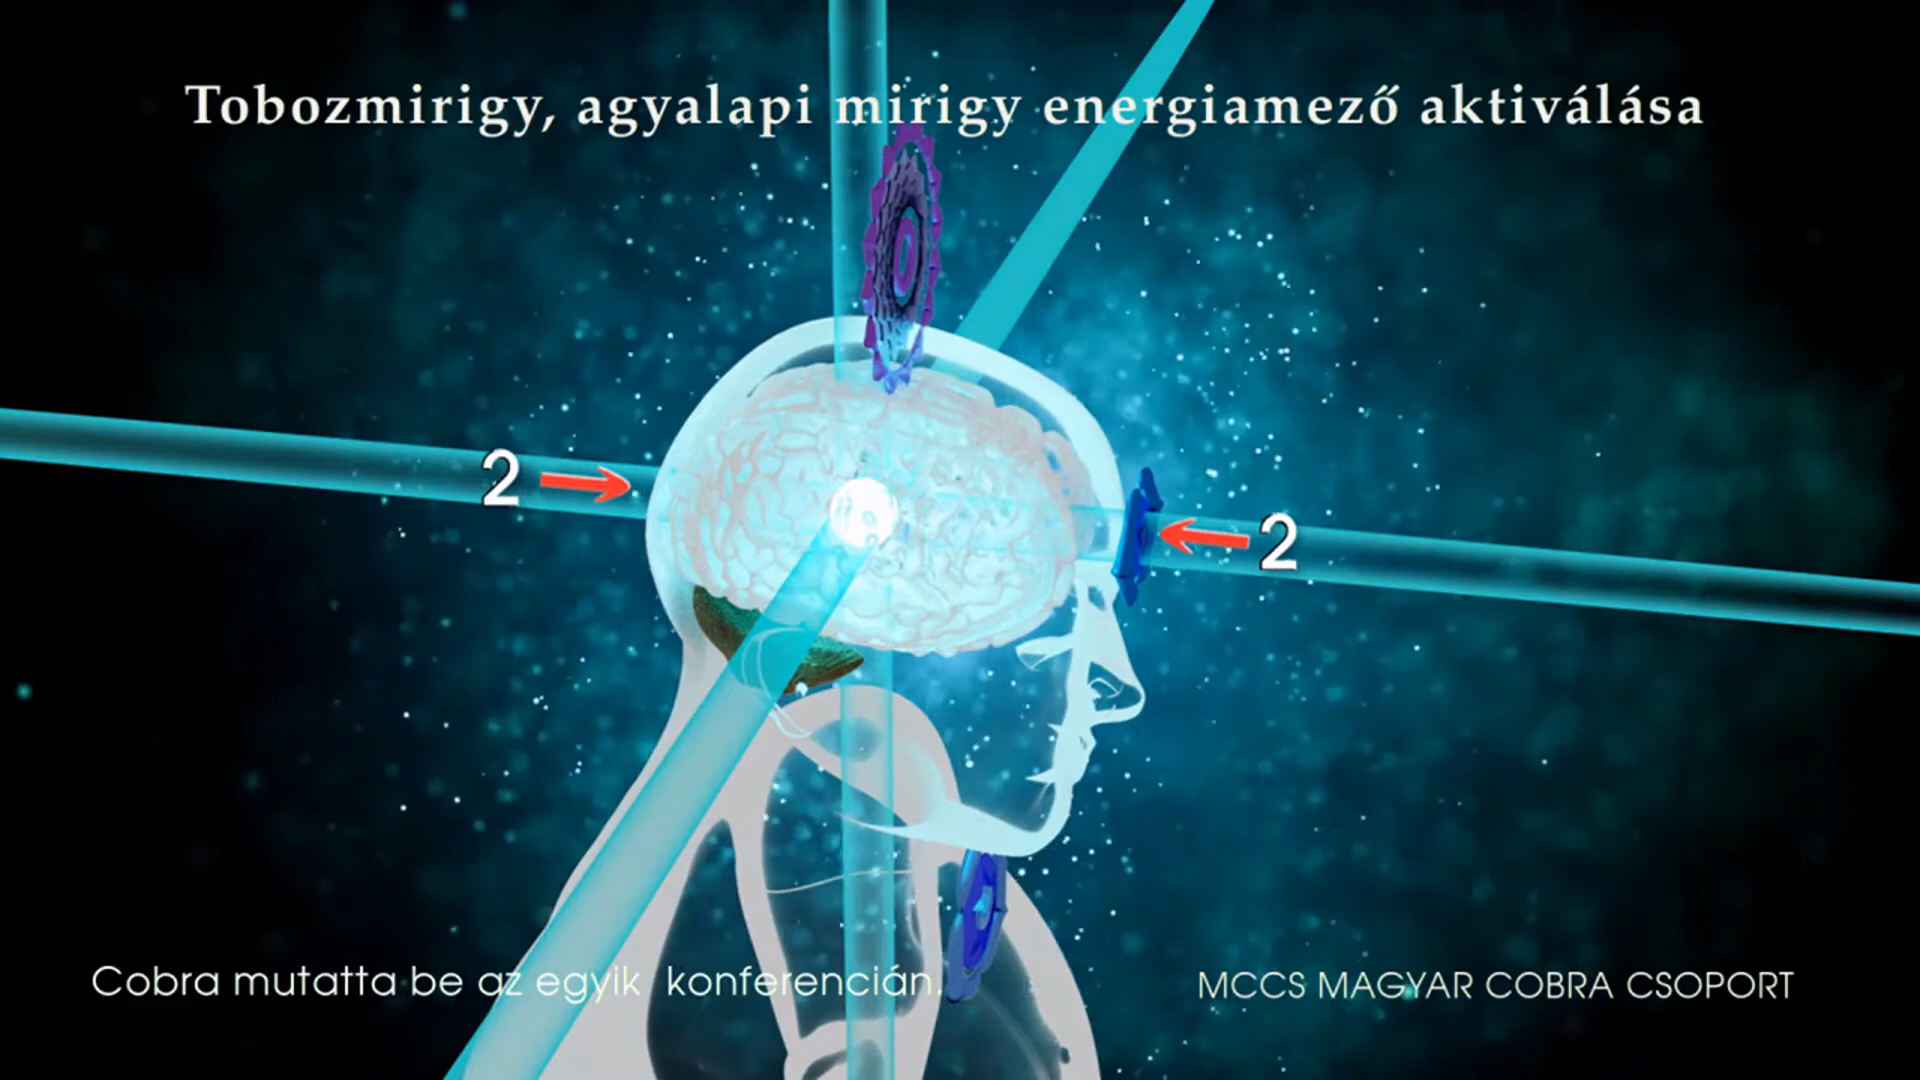 Tobozmirigy, agyalapi mirigy energiamező aktiválása
2
2
Cobra mutatta be az egyik konferencián.
MCCS MAGYAR COBRA CSOPORT